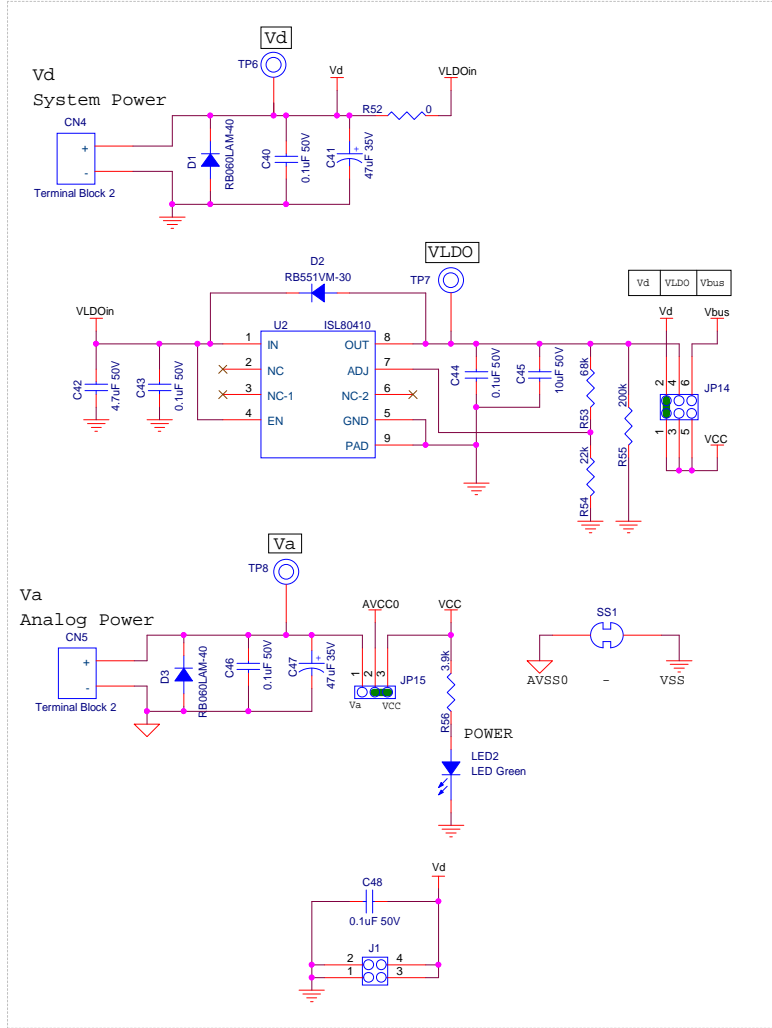 Vd
TP6
Vd
VLDOin
Vd
System Power
R52
0
CN4
+
-
Terminal Block 2
D1
RB060LAM-40
C40
0.1uF 50V
C41
+
47uF 35V
VLDO
D2
RB551VM-30
TP7
Vd VLDO Vbus
VLDOin
Vd
Vbus
U2
ISL80410
1
IN
OUT
8
2
NC
ADJ
7
3
NC-1
NC-2
6
4
EN
GND
5
PAD
9
C42
4.7uF 50V
C43
0.1uF 50V
C44
0.1uF 50V
C45
10uF 50V
68k
R53
22k
R54
200k
R55
2
4
6
JP14
1
3
5
VCC
Va
TP8
Va
Analog Power
CN5
+
-
Terminal Block 2
D3
RB060LAM-40
C46
0.1uF 50V
C47
+
47uF 35V
AVCC0
VCC
1
2
3
JP15
Va
VCC
3.9k
R56
POWER
LED2
LED Green
SS1
AVSS0
-
VSS
Vd
C48
0.1uF 50V
J1
2
4
1
3